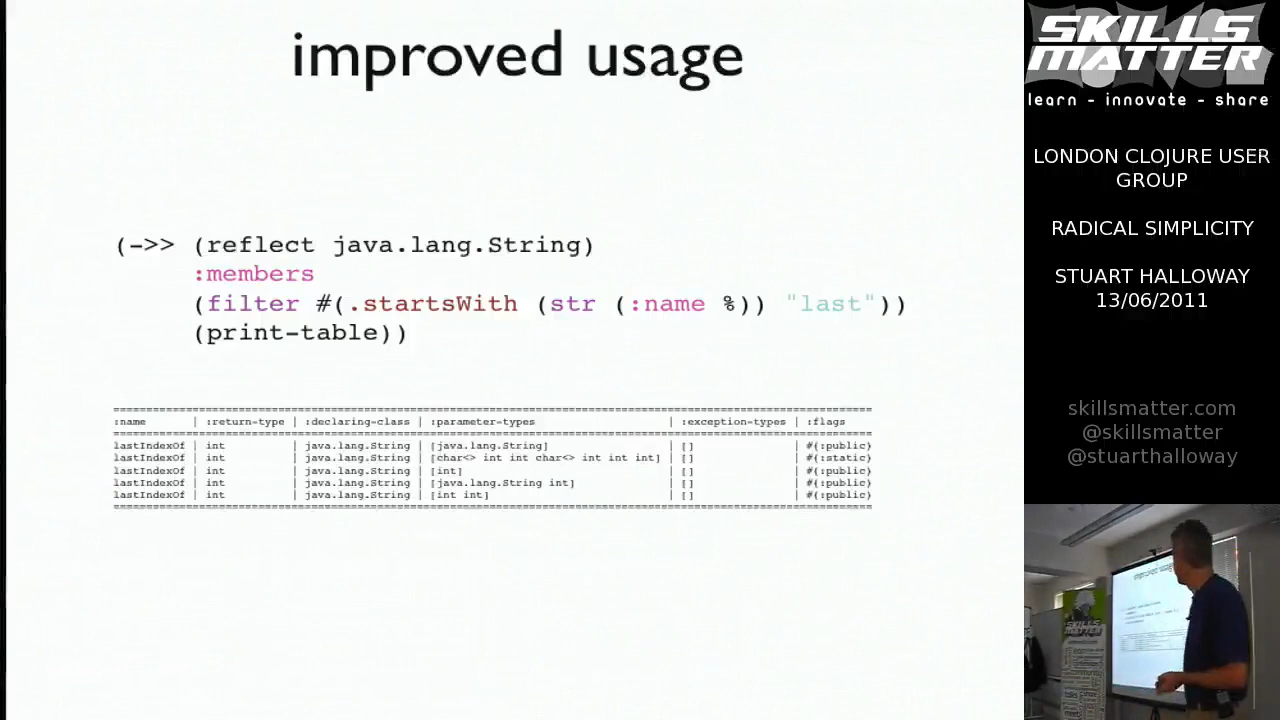 improved usage
(->> (reflect java.lang.String)
:members
(filter #(.startsWith (str (:name %)) "last"))
(print-table))
:name | :return-type | :declaring-class | :parameter-types | :exception-types | :flags
lastIndexOf | int | java.lang.String | [java.lang.String] | [] | #{:public}
lastIndexOf | int | java.lang.String | [char<> int int char<> int int int] | [] | #{:static}
lastIndexOf | int | java.lang.String | [int] | [] | #{:public}
lastIndexOf | int | java.lang.String | [java.lang.String int] | [] | #{:public}
lastIndexOf | int | java.lang.String | [int int] | [] | #{:public}
SKILLS
MATTER
learn - innovate - share
LONDON CLOJURE USER
GROUP
RADICAL SIMPLICITY
STUART HALLOWAY
13/06/2011
skillsmatter.com
@skillsmatter
@stuarthalloway
improved usage
SKILLS
MATTER